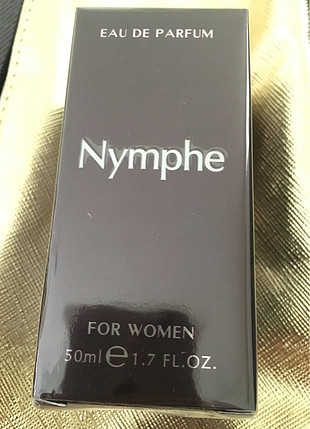 EAU DE PARFUM
Nymphe
FOR WOMEN
50ml ℮ 1.7 FL.OZ.